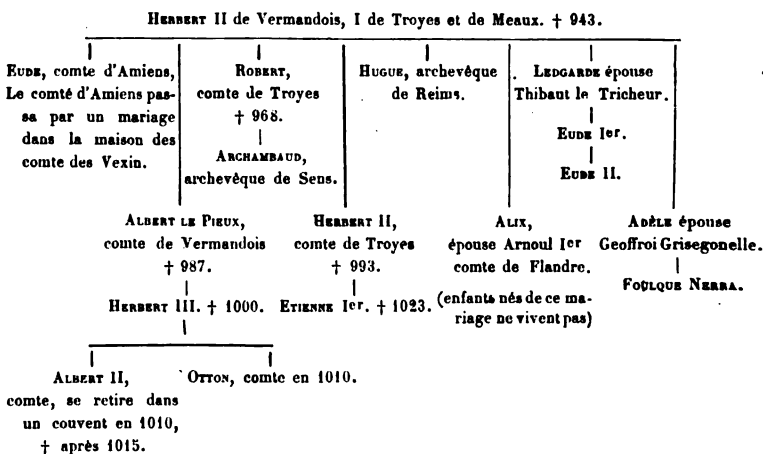 HERBERT II de Vermandois, I de Troyes et de Meaux. † 943.
EUDE, comte d'Amiens,
Le comté d'Amiens pas-
sa par un mariage
dans la maison des
comte des Vexin.
ROBERT,
comte de Troyes
† 968.
ARCHAMBAUD,
archevêque de Sens.
HUGUE, archevêque
de Reims.
LEDGARDE épouse
Thibaut le Tricheur.
EUDE Ier.
EUDE II.
ALBERT LE PIEUX,
comte de Vermandois
† 987.
HERBERT III. † 1000.
HERBERT II,
comte de Troyes
† 993.
ETIENNE Ier. † 1023.
ALIX,
épouse Arnoul Ier
comte de Flandre.
(enfants nés de ce ma-
riage ne vivent pas)
ADÈLE épouse
Geoffroi Grisegonelle.
FOULQUE NERRA.
ALBERT II,
comte, se retire dans
un couvent en 1010,
† après 1015.
OTTON, comte en 1010.